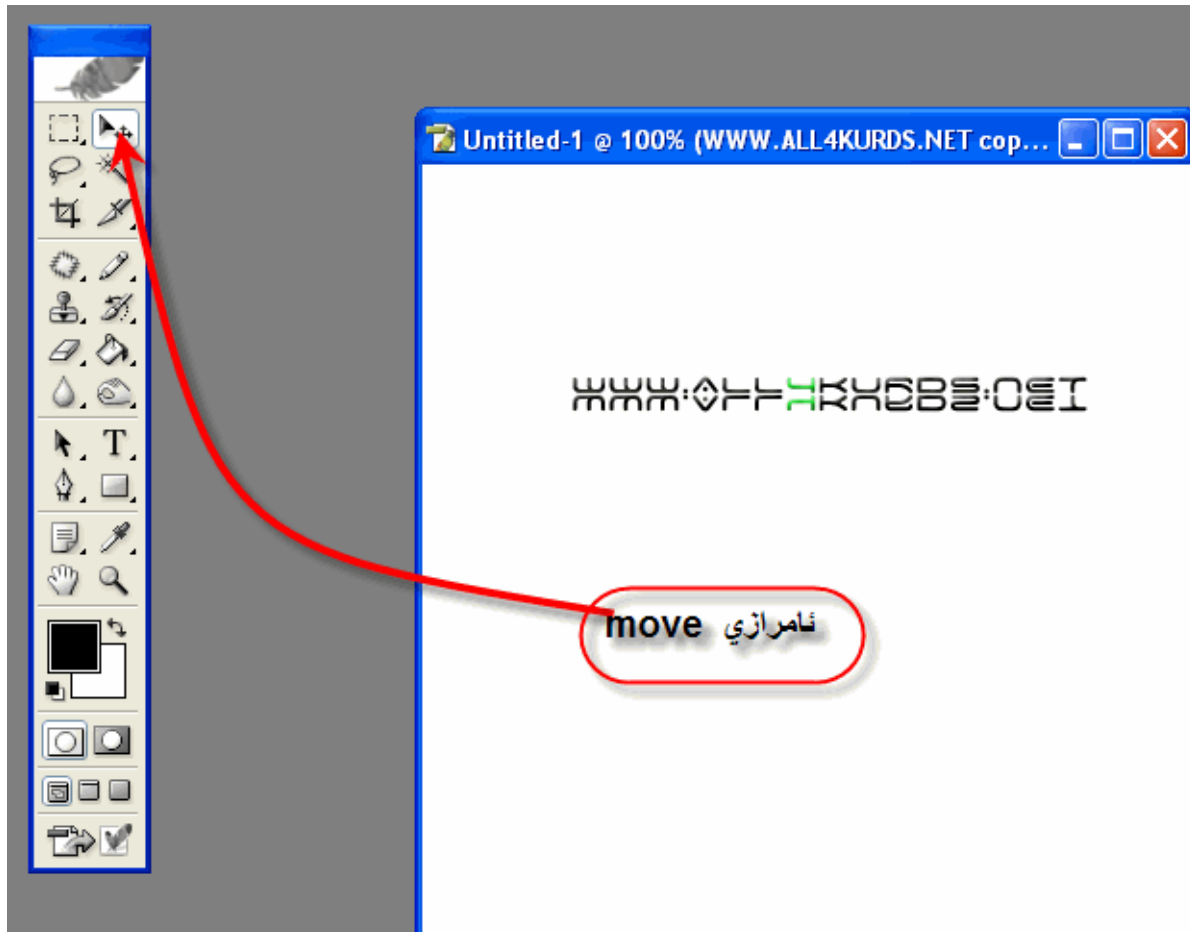 Untitled-1 @ 100% (WWW.ALL4KURDS.NET cop...
WWW.ALL4KURDS.NET
ئامرازي move